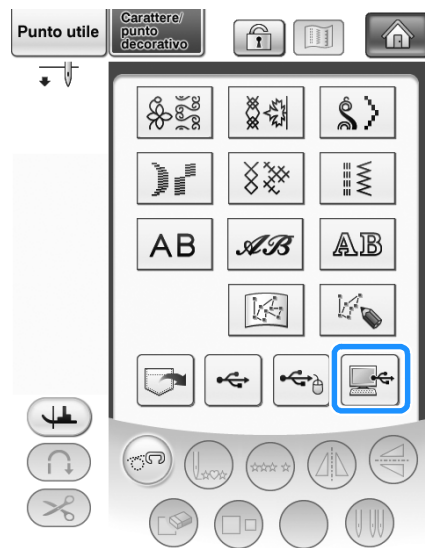 Punto utile
Carattere/
punto
decorativo
AB
AB
AB